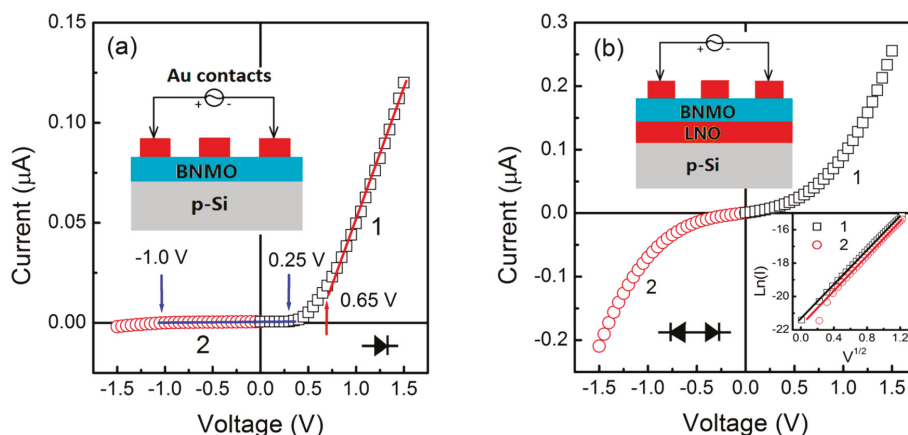 (a)
Au contacts
+ -
BNMO
p-Si
-1.0 V
0.25 V
0.65 V
1
2
0.15
0.10
0.05
0.00
Current (μA)
-1.5 -1.0 -0.5 0.0 0.5 1.0 1.5
Voltage (V)
(b)
+ -
BNMO
LNO
p-Si
1
2
0.3
0.2
0.1
0.0
-0.1
-0.2
Current (μA)
-1.5 -1.0 -0.5 0.0 0.5 1.0 1.5
Voltage (V)
1
2
-16
-18
-20
-22
Ln(I)
0.0 0.4 0.8 1.2
V1/2